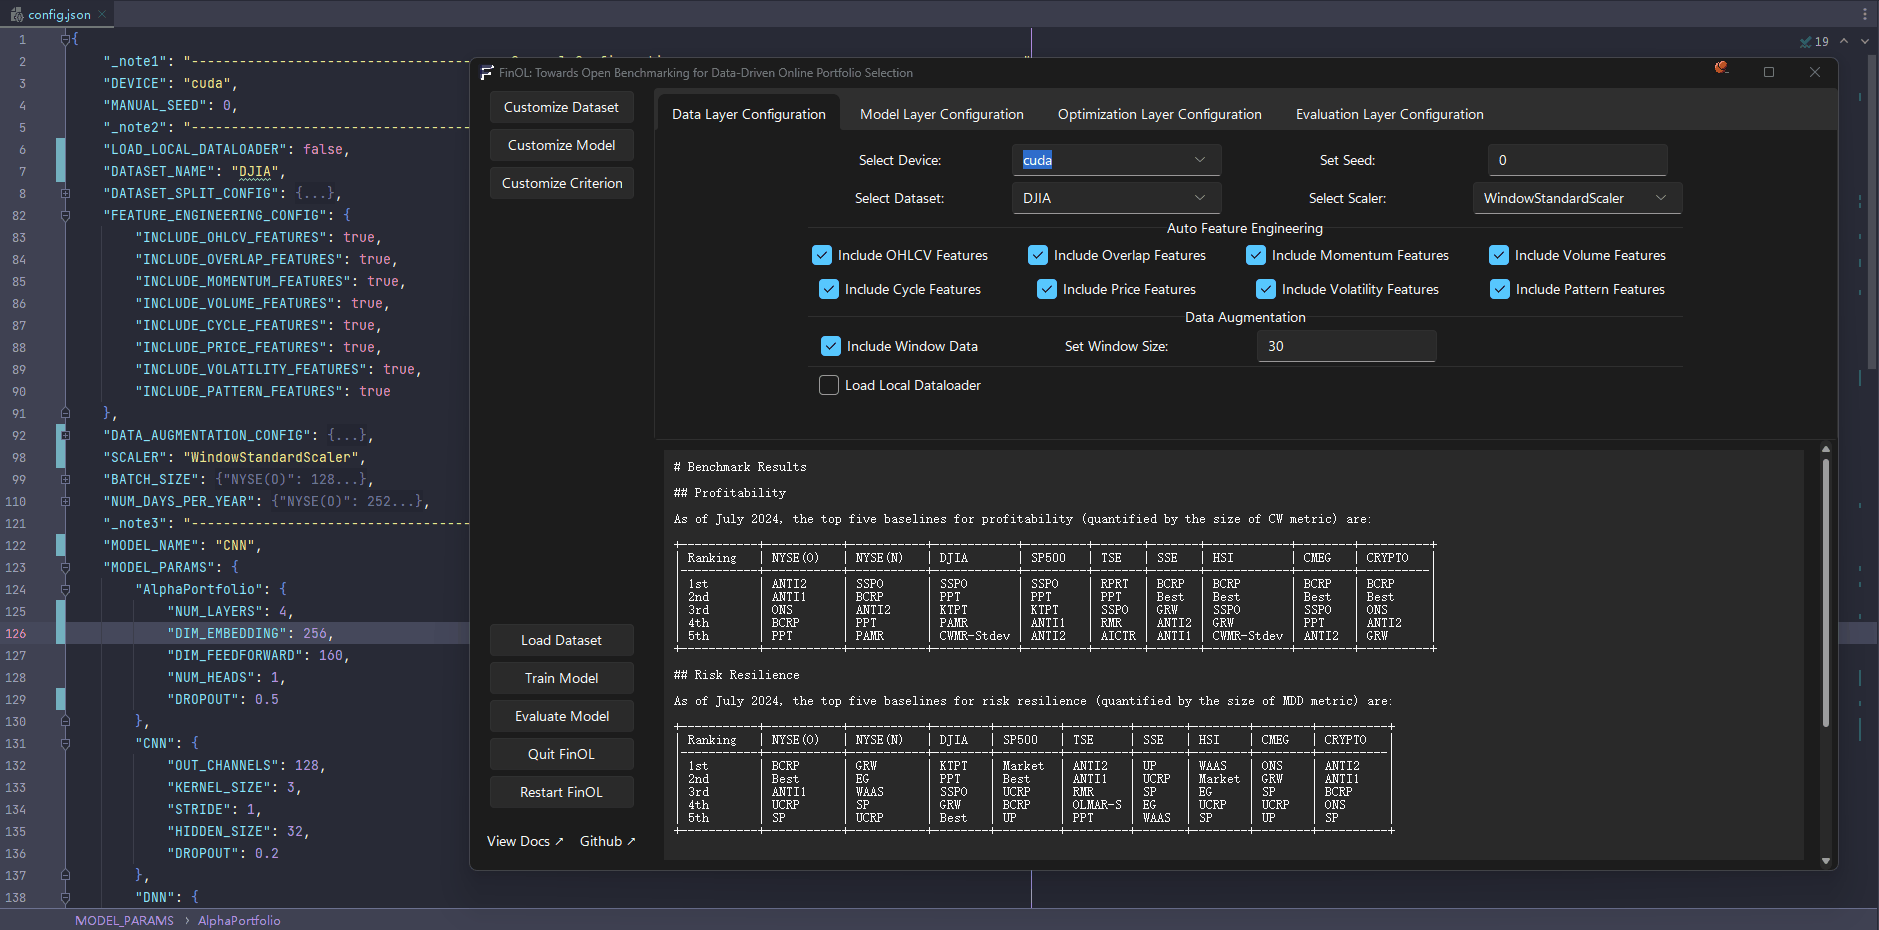 config.json
19
1 {
2 "_note1": "-----------------------------------
3 "DEVICE": "cuda",
4 "MANUAL_SEED": 0,
5 "_note2": "-----------------------------------
6 "LOAD_LOCAL_DATALOADER": false,
7 "DATASET_NAME": "DJIA",
8 "DATASET_SPLIT_CONFIG": {...},
82 "FEATURE_ENGINEERING_CONFIG": {
83 "INCLUDE_OHLCV_FEATURES": true,
84 "INCLUDE_OVERLAP_FEATURES": true,
85 "INCLUDE_MOMENTUM_FEATURES": true,
86 "INCLUDE_VOLUME_FEATURES": true,
87 "INCLUDE_CYCLE_FEATURES": true,
88 "INCLUDE_PRICE_FEATURES": true,
89 "INCLUDE_VOLATILITY_FEATURES": true,
90 "INCLUDE_PATTERN_FEATURES": true
91 },
92 "DATA_AUGMENTATION_CONFIG": {...},
98 "SCALER": "WindowStandardScaler",
99 "BATCH_SIZE": {"NYSE(O)": 128...},
110 "NUM_DAYS_PER_YEAR": {"NYSE(O)": 252...},
121 "_note3": "-----------------------------------
122 "MODEL_NAME": "CNN",
123 "MODEL_PARAMS": {
124 "AlphaPortfolio": {
125 "NUM_LAYERS": 4,
126 "DIM_EMBEDDING": 256,
127 "DIM_FEEDFORWARD": 160,
128 "NUM_HEADS": 1,
129 "DROPOUT": 0.5
130 },
131 "CNN": {
132 "OUT_CHANNELS": 128,
133 "KERNEL_SIZE": 3,
134 "STRIDE": 1,
135 "HIDDEN_SIZE": 32,
136 "DROPOUT": 0.2
137 },
138 "DNN": {
MODEL_PARAMS › AlphaPortfolio
FinOL: Towards Open Benchmarking for Data-Driven Online Portfolio Selection
Customize Dataset
Customize Model
Customize Criterion
Load Dataset
Train Model
Evaluate Model
Quit FinOL
Restart FinOL
View Docs ↗ Github ↗
Data Layer Configuration Model Layer Configuration Optimization Layer Configuration Evaluation Layer Configuration
Select Device: cuda Set Seed: 0
Select Dataset: DJIA Select Scaler: WindowStandardScaler
Auto Feature Engineering
Include OHLCV Features Include Overlap Features Include Momentum Features Include Volume Features
Include Cycle Features Include Price Features Include Volatility Features Include Pattern Features
Data Augmentation
Include Window Data Set Window Size: 30
Load Local Dataloader
# Benchmark Results
## Profitability
As of July 2024, the top five baselines for profitability (quantified by the size of CW metric) are:
| Ranking | NYSE(O) | NYSE(N) | DJIA | SP500 | TSE | SSE | HSI | CMEG | CRYPTO |
| 1st | ANTI2 | SSPO | SSPO | SSPO | RPRT | BCRP | BCRP | BCRP | BCRP |
| 2nd | ANTI1 | BCRP | PPT | PPT | PPT | Best | Best | Best | Best |
| 3rd | ONS | ANTI2 | KTPT | KTPT | SSPO | GRW | SSPO | SSPO | ONS |
| 4th | BCRP | PPT | PAMR | ANTI1 | RMR | ANTI2 | GRW | PPT | ANTI2 |
| 5th | PPT | PAMR | CWMR-Stdev | ANTI2 | AICTR | ANTI1 | CWMR-Stdev | ANTI2 | GRW |
## Risk Resilience
As of July 2024, the top five baselines for risk resilience (quantified by the size of MDD metric) are:
| Ranking | NYSE(O) | NYSE(N) | DJIA | SP500 | TSE | SSE | HSI | CMEG | CRYPTO |
| 1st | BCRP | GRW | KTPT | Market | ANTI2 | UP | WAAS | ONS | ANTI2 |
| 2nd | Best | EG | PPT | Best | ANTI1 | UCRP | Market | GRW | ANTI1 |
| 3rd | ANTI1 | WAAS | SSPO | UCRP | RMR | SP | EG | SP | BCRP |
| 4th | UCRP | SP | GRW | BCRP | OLMAR-S | EG | UCRP | UCRP | ONS |
| 5th | SP | UCRP | Best | UP | PPT | WAAS | SP | UP | SP |